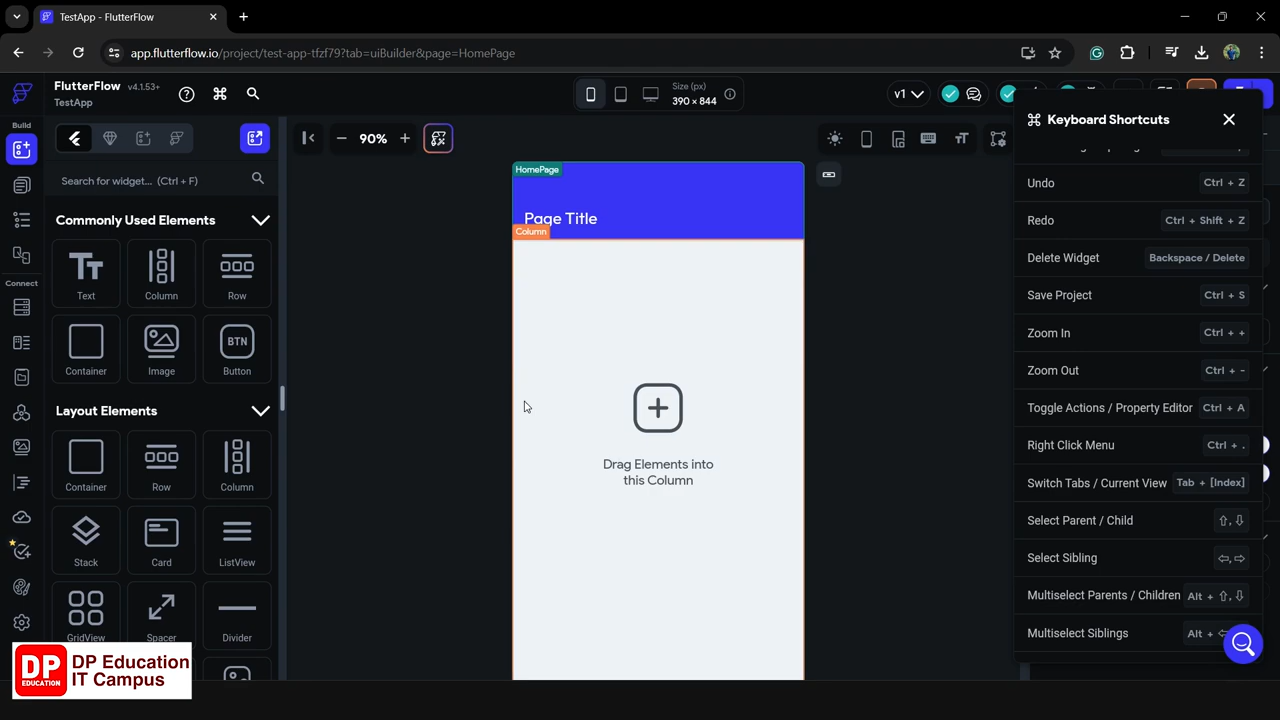 TestApp - FlutterFlow
app.flutterflow.io/project/test-app-tfzf79?tab=uiBuilder&page=HomePage
FlutterFlow v4.1.53+
TestApp
Size (px)
390 × 844
v1
Build
Connect
90%
Search for widget... (Ctrl + F)
Commonly Used Elements
Text
Column
Row
Container
Image
BTN
Button
Layout Elements
Container
Row
Column
Stack
Card
ListView
GridView
Spacer
Divider
HomePage
Page Title
Column
Drag Elements into
this Column
Keyboard Shortcuts
Undo Ctrl + Z
Redo Ctrl + Shift + Z
Delete Widget Backspace / Delete
Save Project Ctrl + S
Zoom In Ctrl + +
Zoom Out Ctrl + -
Toggle Actions / Property Editor Ctrl + A
Right Click Menu Ctrl + .
Switch Tabs / Current View Tab + [Index]
Select Parent / Child ⇧,⇩
Select Sibling ⇦,⇨
Multiselect Parents / Children Alt + ⇧,⇩
Multiselect Siblings Alt +
DP
EDUCATION
DP Education
IT Campus